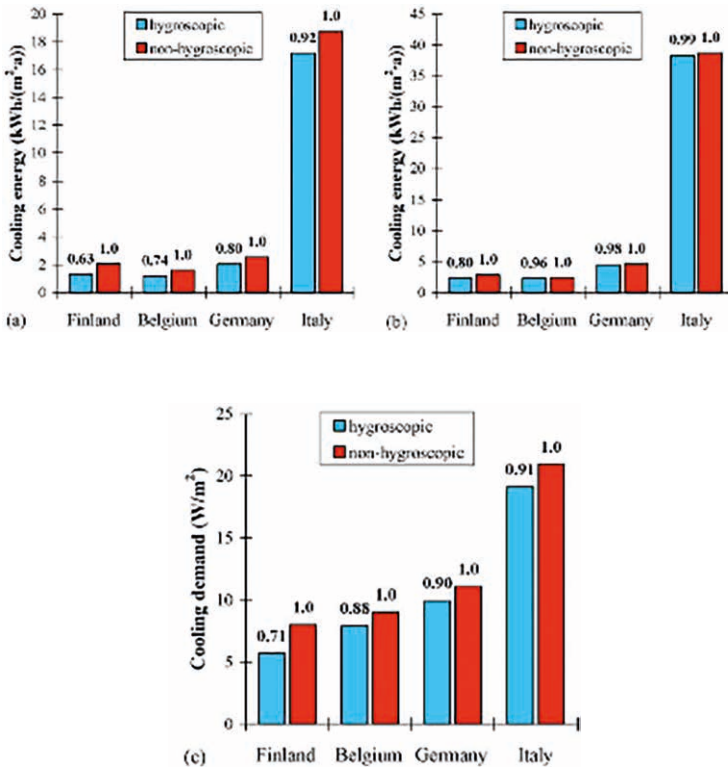 20
18
16
14
12
10
8
6
4
2
0
Cooling energy (kWh/(m²·a))
hygroscopic
non-hygroscopic
0.63
1.0
0.74
1.0
0.80
1.0
0.92
1.0
Finland
Belgium
Germany
Italy
(a)
45
40
35
30
25
20
15
10
5
0
Cooling energy (kWh/(m²·a))
hygroscopic
non-hygroscopic
0.80
1.0
0.96
1.0
0.98
1.0
0.99
1.0
Finland
Belgium
Germany
Italy
(b)
25
20
15
10
5
0
Cooling demand (W/m²)
hygroscopic
non-hygroscopic
0.71
1.0
0.88
1.0
0.90
1.0
0.91
1.0
Finland
Belgium
Germany
Italy
(c)